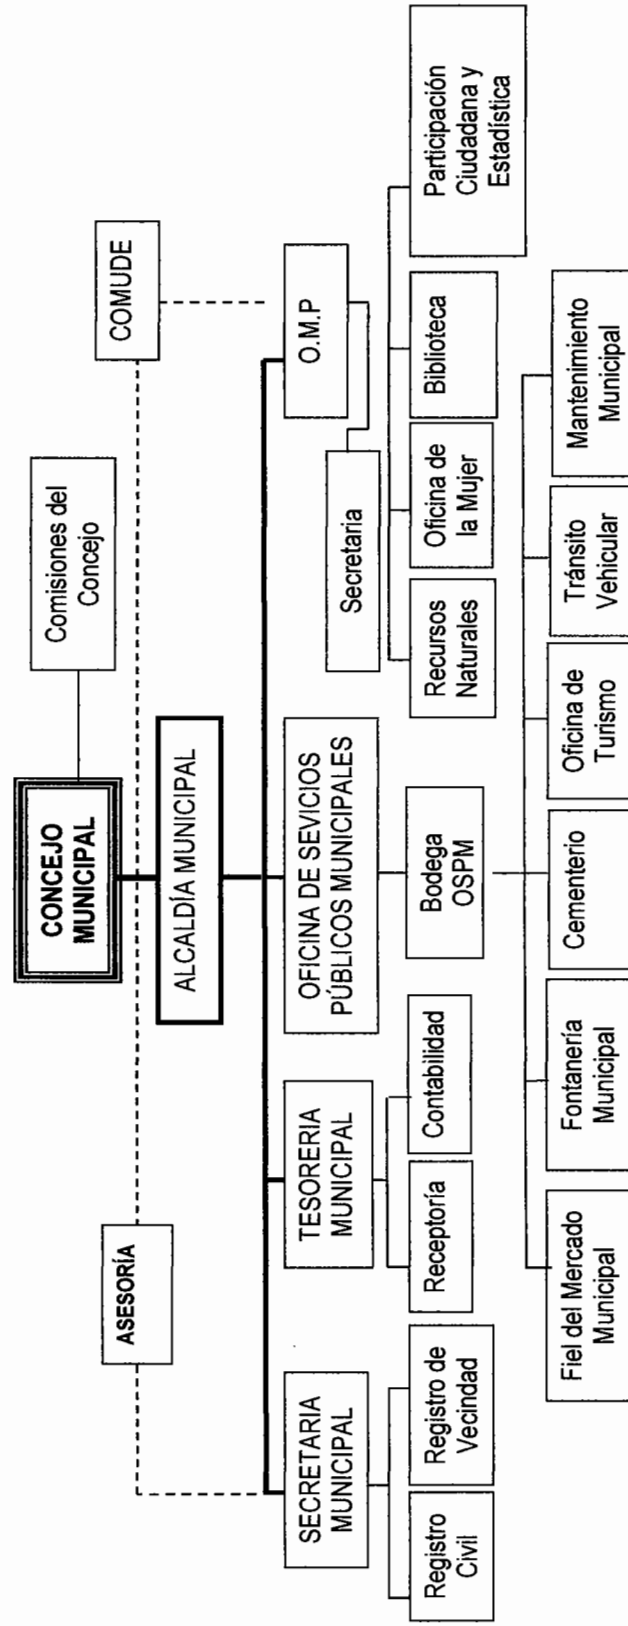 CONCEJO
MUNICIPAL
Comisiones del
Concejo
ASESORÍA
COMUDE
ALCALDÍA MUNICIPAL
SECRETARIA
MUNICIPAL
TESORERIA
MUNICIPAL
OFICINA DE SEVICIOS
PÚBLICOS MUNICIPALES
O.M.P
Secretaria
Registro
Civil
Registro de
Vecindad
Receptoría
Contabilidad
Bodega
OSPM
Recursos
Naturales
Oficina de
la Mujer
Biblioteca
Participación
Ciudadana y
Estadística
Fiel del Mercado
Municipal
Fontanería
Municipal
Cementerio
Oficina de
Turismo
Tránsito
Vehicular
Mantenimiento
Municipal